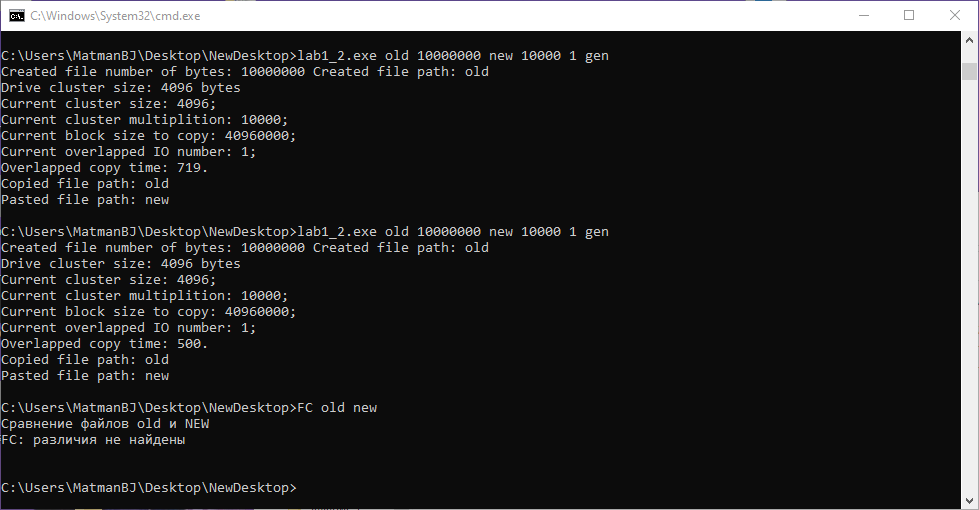 C:\Windows\System32\cmd.exe
C:\Users\MatmanBJ\Desktop\NewDesktop>lab1_2.exe old 10000000 new 10000 1 gen
Created file number of bytes: 10000000 Created file path: old
Drive cluster size: 4096 bytes
Current cluster size: 4096;
Current cluster multiplition: 10000;
Current block size to copy: 40960000;
Current overlapped IO number: 1;
Overlapped copy time: 719.
Copied file path: old
Pasted file path: new
C:\Users\MatmanBJ\Desktop\NewDesktop>lab1_2.exe old 10000000 new 10000 1 gen
Created file number of bytes: 10000000 Created file path: old
Drive cluster size: 4096 bytes
Current cluster size: 4096;
Current cluster multiplition: 10000;
Current block size to copy: 40960000;
Current overlapped IO number: 1;
Overlapped copy time: 500.
Copied file path: old
Pasted file path: new
C:\Users\MatmanBJ\Desktop\NewDesktop>FC old new
Сравнение файлов old и NEW
FC: различия не найдены
C:\Users\MatmanBJ\Desktop\NewDesktop>